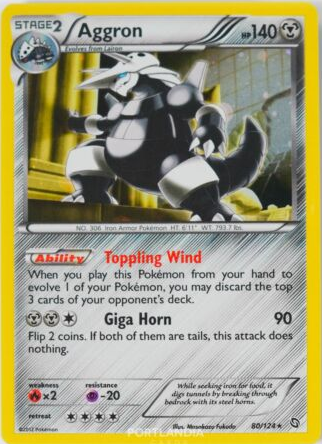 STAGE2
Aggron
HP140
Evolves from Lairon
NO. 306 Iron Armor Pokémon HT: 6'11" WT: 793.7 lbs.
Ability Toppling Wind
When you play this Pokémon from your hand to
evolve 1 of your Pokémon, you may discard the top
3 cards of your opponent's deck.
Giga Horn 90
Flip 2 coins. If both of them are tails, this attack does
nothing.
weakness resistance
×2 -20
retreat
While seeking iron for food, it
digs tunnels by breaking through
bedrock with its steel horns.
Illus. Masakazu Fukuda 80/124 ★
©2012 Pokémon
PORTLANDIA